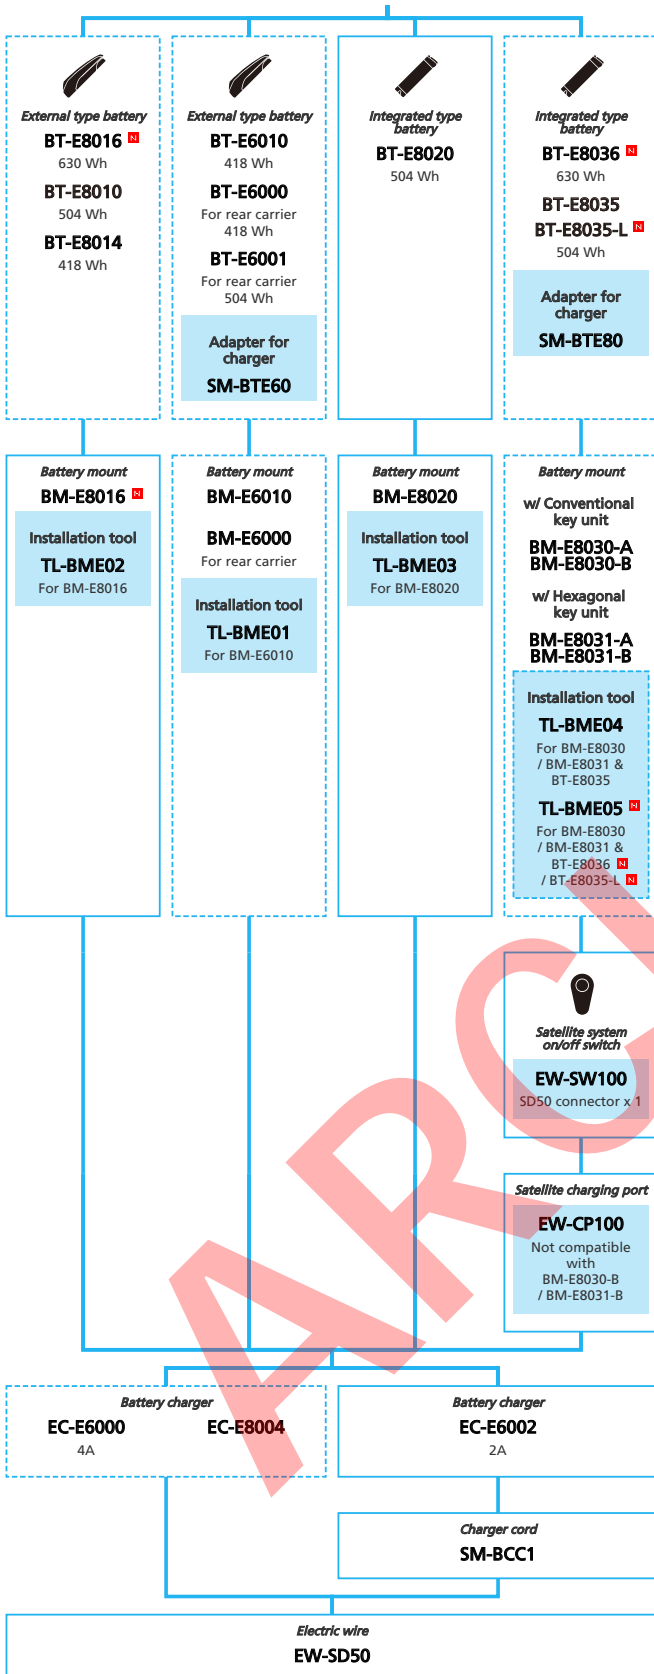 External type battery
BT-E8016 N
630 Wh
BT-E8010
504 Wh
BT-E8014
418 Wh
External type battery
BT-E6010
418 Wh
BT-E6000
For rear carrier
418 Wh
BT-E6001
For rear carrier
504 Wh
Adapter for
charger
SM-BTE60
Integrated type
battery
BT-E8020
504 Wh
Integrated type
battery
BT-E8036 N
630 Wh
BT-E8035
BT-E8035-L N
504 Wh
Adapter for
charger
SM-BTE80
Battery mount
BM-E8016 N
Installation tool
TL-BME02
For BM-E8016
Battery mount
BM-E6010
BM-E6000
For rear carrier
Installation tool
TL-BME01
For BM-E6010
Battery mount
BM-E8020
Installation tool
TL-BME03
For BM-E8020
Battery mount
w/ Conventional
key unit
BM-E8030-A
BM-E8030-B
w/ Hexagonal
key unit
BM-E8031-A
BM-E8031-B
Installation tool
TL-BME04
For BM-E8030
/ BM-E8031 &
BT-E8035
TL-BME05 N
For BM-E8030
/ BM-E8031 &
BT-E8036 N
/ BT-E8035-L N
Satellite system
on/off switch
EW-SW100
SD50 connector x 1
Satellite charging port
EW-CP100
Not compatible
with
BM-E8030-B
/ BM-E8031-B
Battery charger
EC-E6000 EC-E8004
4A
Battery charger
EC-E6002
2A
Charger cord
SM-BCC1
Electric wire
EW-SD50
ARC